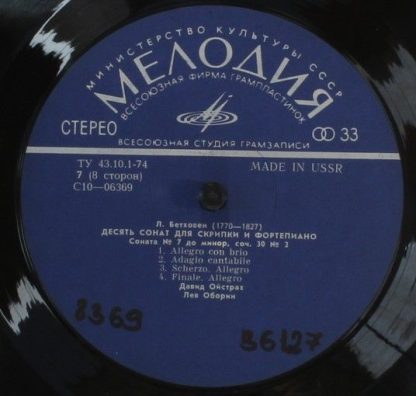 МИНИСТЕРСТВО КУЛЬТУРЫ СССР
МЕЛОДИЯ
ВСЕСОЮЗНАЯ ФИРМА ГРАМПЛАСТИНОК
СТЕРЕО
33
ВСЕСОЮЗНАЯ СТУДИЯ ГРАМЗАПИСИ
ТУ 43.10.1-74
MADE IN USSR
7 (8 сторон)
С10—06369
Л. Бетховен (1770—1827)
ДЕСЯТЬ СОНАТ ДЛЯ СКРИПКИ И ФОРТЕПИАНО
Соната № 7 до минор, соч. 30 № 2
1. Allegro con brio
2. Adagio cantabile
3. Scherzo. Allegro
4. Finale. Allegro
Давид Ойстрах
Лев Оборин
8369
36127